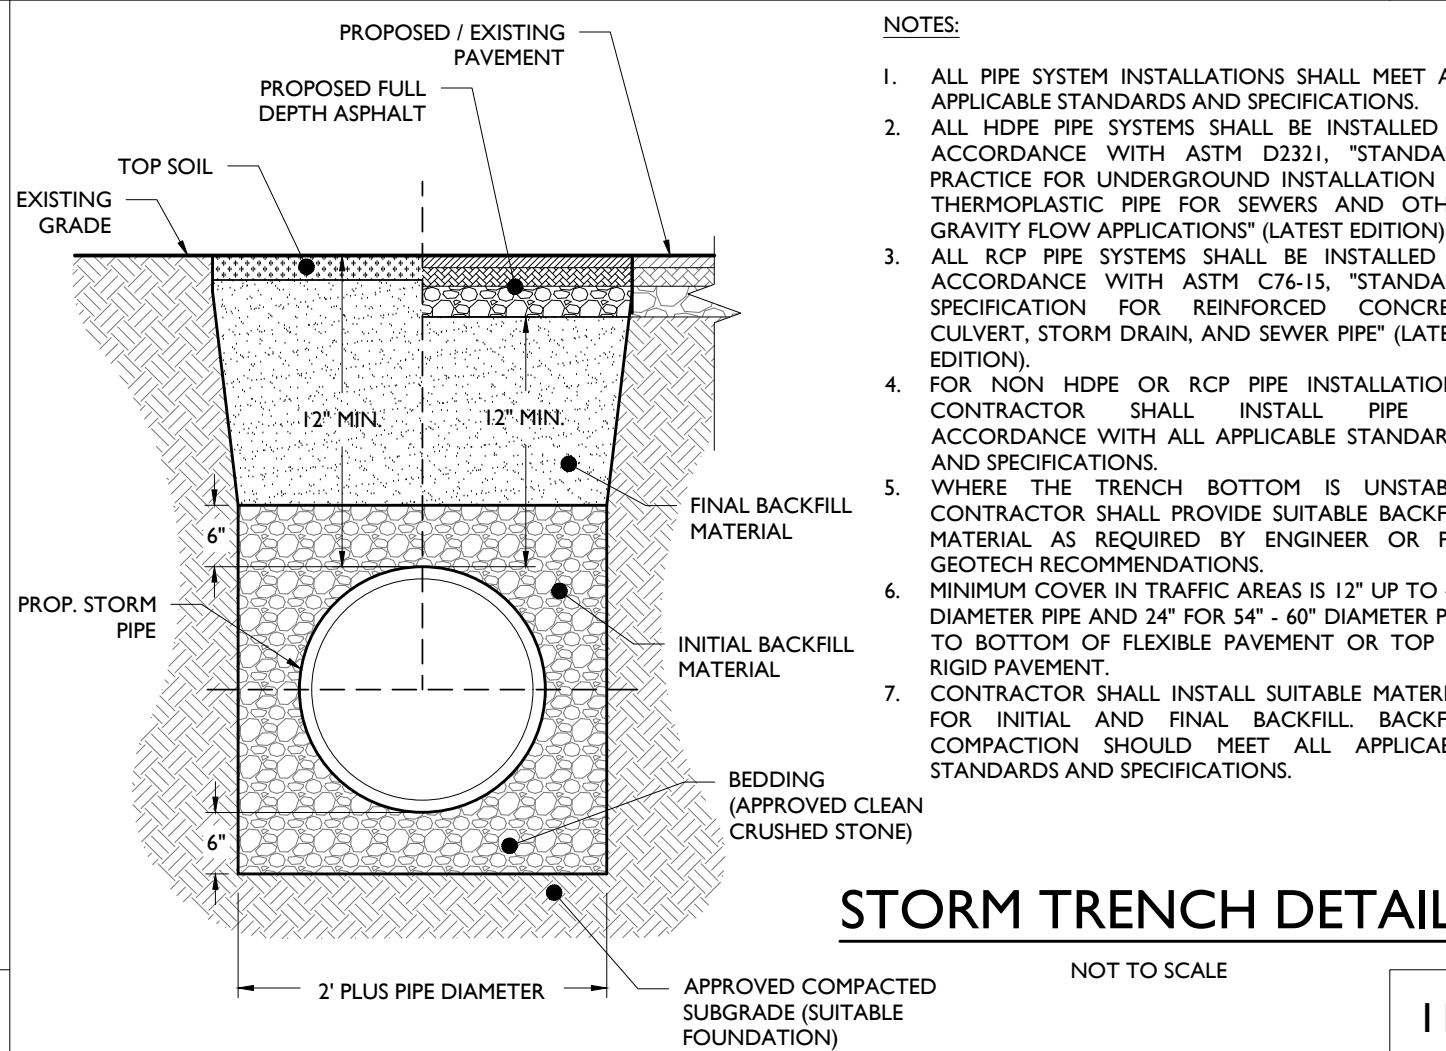 PROPOSED / EXISTING
PAVEMENT
PROPOSED FULL
DEPTH ASPHALT
TOP SOIL
EXISTING
GRADE
12" MIN.
12" MIN.
FINAL BACKFILL
MATERIAL
6"
PROP. STORM
PIPE
INITIAL BACKFILL
MATERIAL
BEDDING
(APPROVED CLEAN
CRUSHED STONE)
6"
2' PLUS PIPE DIAMETER
APPROVED COMPACTED
SUBGRADE (SUITABLE
FOUNDATION)
NOTES:
1. ALL PIPE SYSTEM INSTALLATIONS SHALL MEET
APPLICABLE STANDARDS AND SPECIFICATIONS.
2. ALL HDPE PIPE SYSTEMS SHALL BE INSTALLED
ACCORDANCE WITH ASTM D2321, "STANDA
PRACTICE FOR UNDERGROUND INSTALLATION
THERMOPLASTIC PIPE FOR SEWERS AND OTH
GRAVITY FLOW APPLICATIONS" (LATEST EDITION)
3. ALL RCP PIPE SYSTEMS SHALL BE INSTALLED
ACCORDANCE WITH ASTM C76-15, "STANDA
SPECIFICATION FOR REINFORCED CONCRE
CULVERT, STORM DRAIN, AND SEWER PIPE" (LATE
EDITION).
4. FOR NON HDPE OR RCP PIPE INSTALLATIO
CONTRACTOR SHALL INSTALL PIPE
ACCORDANCE WITH ALL APPLICABLE STANDAR
AND SPECIFICATIONS.
5. WHERE THE TRENCH BOTTOM IS UNSTAB
CONTRACTOR SHALL PROVIDE SUITABLE BACKF
MATERIAL AS REQUIRED BY ENGINEER OR P
GEOTECH RECOMMENDATIONS.
6. MINIMUM COVER IN TRAFFIC AREAS IS 12" UP TO
DIAMETER PIPE AND 24" FOR 54" - 60" DIAMETER P
TO BOTTOM OF FLEXIBLE PAVEMENT OR TOP
RIGID PAVEMENT.
7. CONTRACTOR SHALL INSTALL SUITABLE MATERI
FOR INITIAL AND FINAL BACKFILL. BACKF
COMPACTION SHOULD MEET ALL APPLICAB
STANDARDS AND SPECIFICATIONS.
STORM TRENCH DETAIL
NOT TO SCALE